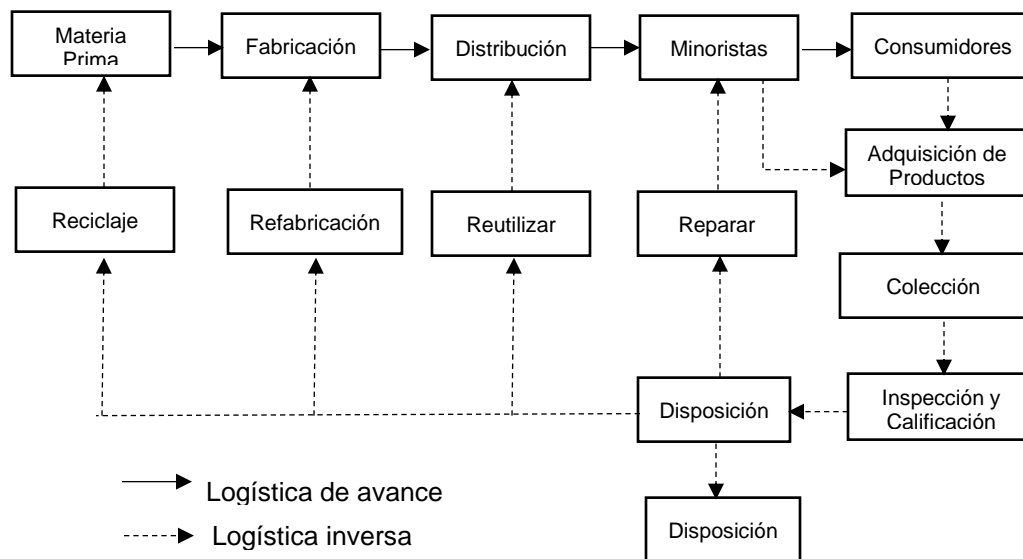 Materia
Prima
Fabricación
Distribución
Minoristas
Consumidores
Adquisición de
Productos
Reciclaje
Refabricación
Reutilizar
Reparar
Colección
Disposición
Inspección y
Calificación
Logística de avance
Logística inversa
Disposición